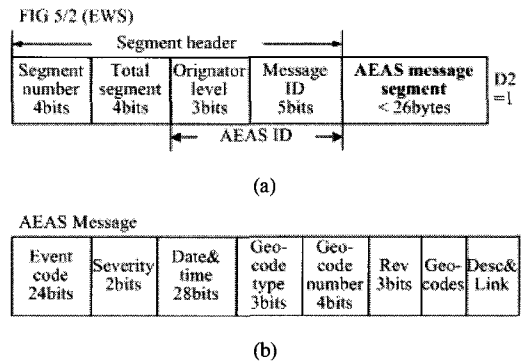 FIG 5/2 (EWS)
Segment header
Segment number 4bits
Total segment 4bits
Orignator level 3bits
Message ID 5bits
AEAS message segment < 26bytes
D2 =1
AEAS ID
(a)
AEAS Message
Event code 24bits
Severity 2bits
Date& time 28bits
Geo- code type 3bits
Geo- code number 4bits
Rev 3bits
Geo- codes
Desc& Link
(b)